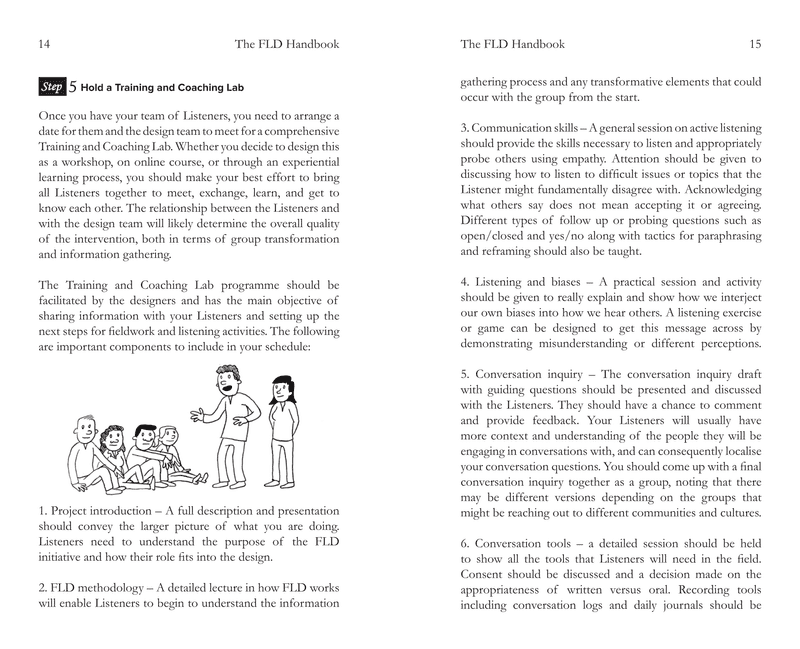 14
The FLD Handbook
Step 5 Hold a Training and Coaching Lab
Once you have your team of Listeners, you need to arrange a
date for them and the design team to meet for a comprehensive
Training and Coaching Lab. Whether you decide to design this
as a workshop, on online course, or through an experiential
learning process, you should make your best effort to bring
all Listeners together to meet, exchange, learn, and get to
know each other. The relationship between the Listeners and
with the design team will likely determine the overall quality
of the intervention, both in terms of group transformation
and information gathering.
The Training and Coaching Lab programme should be
facilitated by the designers and has the main objective of
sharing information with your Listeners and setting up the
next steps for fieldwork and listening activities. The following
are important components to include in your schedule:
1. Project introduction – A full description and presentation
should convey the larger picture of what you are doing.
Listeners need to understand the purpose of the FLD
initiative and how their role fits into the design.
2. FLD methodology – A detailed lecture in how FLD works
will enable Listeners to begin to understand the information
The FLD Handbook
15
gathering process and any transformative elements that could
occur with the group from the start.
3. Communication skills – A general session on active listening
should provide the skills necessary to listen and appropriately
probe others using empathy. Attention should be given to
discussing how to listen to difficult issues or topics that the
Listener might fundamentally disagree with. Acknowledging
what others say does not mean accepting it or agreeing.
Different types of follow up or probing questions such as
open/closed and yes/no along with tactics for paraphrasing
and reframing should also be taught.
4. Listening and biases – A practical session and activity
should be given to really explain and show how we interject
our own biases into how we hear others. A listening exercise
or game can be designed to get this message across by
demonstrating misunderstanding or different perceptions.
5. Conversation inquiry – The conversation inquiry draft
with guiding questions should be presented and discussed
with the Listeners. They should have a chance to comment
and provide feedback. Your Listeners will usually have
more context and understanding of the people they will be
engaging in conversations with, and can consequently localise
your conversation questions. You should come up with a final
conversation inquiry together as a group, noting that there
may be different versions depending on the groups that
might be reaching out to different communities and cultures.
6. Conversation tools – a detailed session should be held
to show all the tools that Listeners will need in the field.
Consent should be discussed and a decision made on the
appropriateness of written versus oral. Recording tools
including conversation logs and daily journals should be